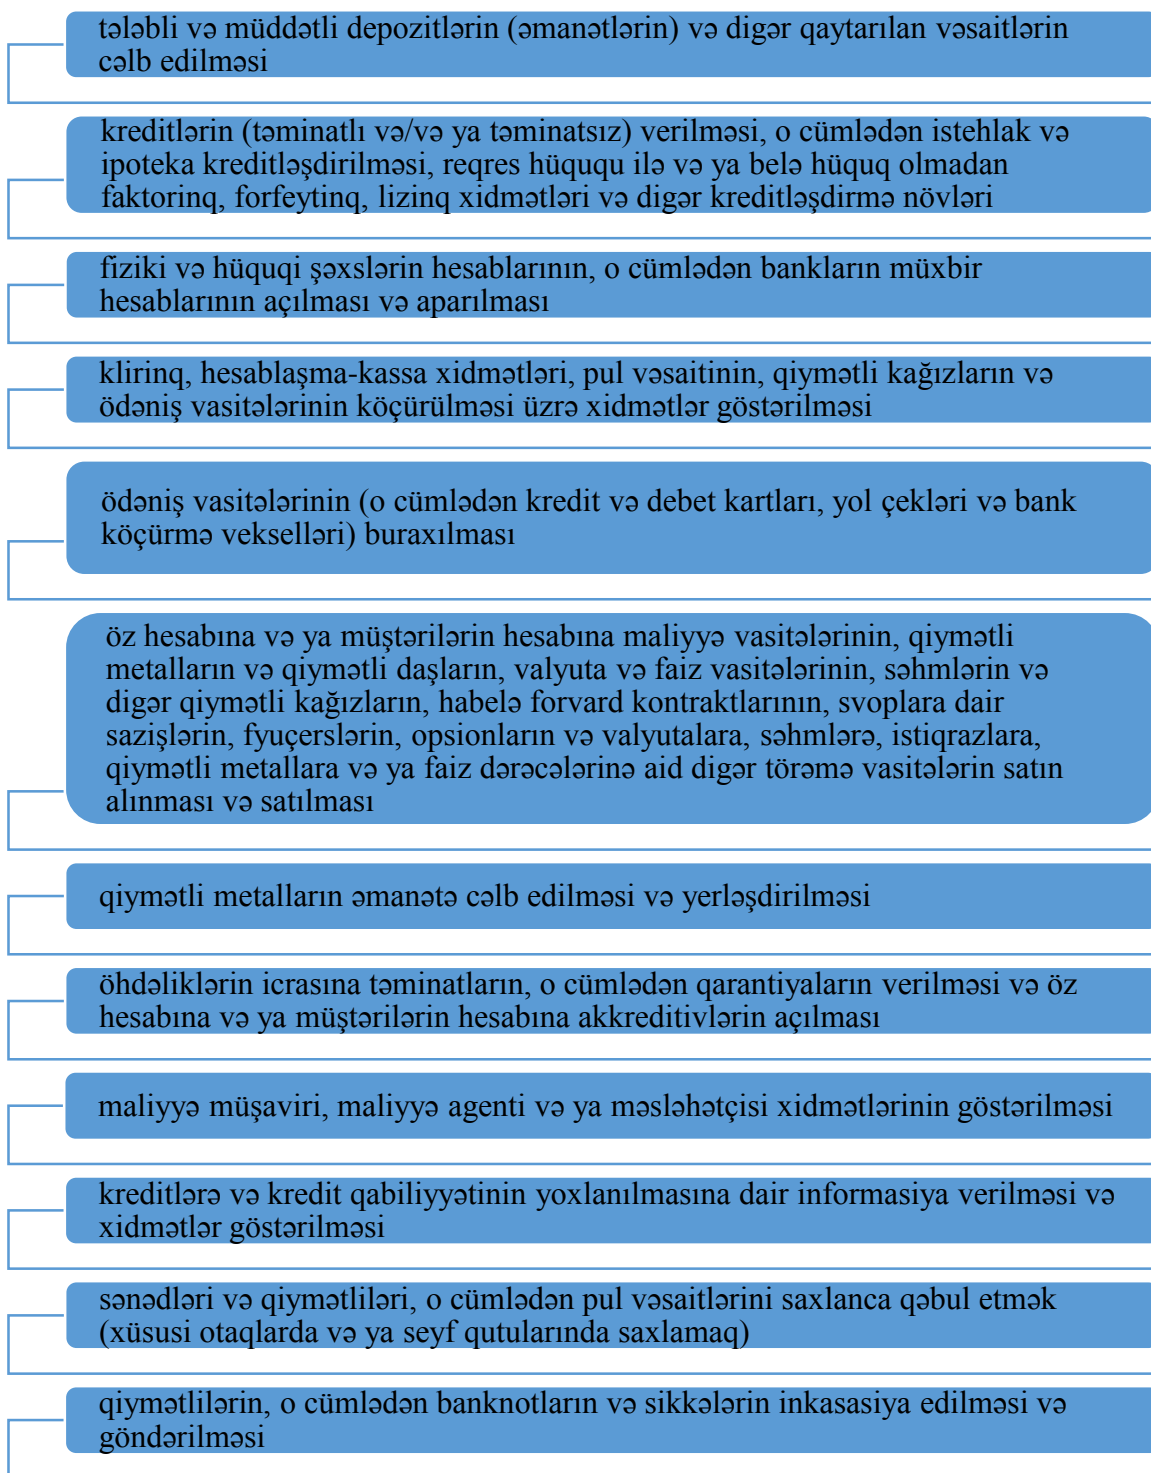 tələbli və müddətli depozitlərin (əmanətlərin) və digər qaytarılan vəsaitlərin
cəlb edilməsi
kreditlərin (təminatlı və/və ya təminatsız) verilməsi, o cümlədən istehlak və
ipoteka kreditləşdirilməsi, reqres hüququ ilə və ya belə hüquq olmadan
faktorinq, forfeytinq, lizinq xidmətləri və digər kreditləşdirmə növləri
fiziki və hüquqi şəxslərin hesablarının, o cümlədən bankların müxbir
hesablarının açılması və aparılması
klirinq, hesablaşma-kassa xidmətləri, pul vəsaitinin, qiymətli kağızların və
ödəniş vasitələrinin köçürülməsi üzrə xidmətlər göstərilməsi
ödəniş vasitələrinin (o cümlədən kredit və debet kartları, yol çekləri və bank
köçürmə vekselləri) buraxılması
öz hesabına və ya müştərilərin hesabına maliyyə vasitələrinin, qiymətli
metalların və qiymətli daşların, valyuta və faiz vasitələrinin, səhmlərin və
digər qiymətli kağızların, habelə forvard kontraktlarının, svoplara dair
sazişlərin, fyuçerslərin, opsionların və valyutalara, səhmlərə, istiqrazlara,
qiymətli metallara və ya faiz dərəcələrinə aid digər törəmə vasitələrin satın
alınması və satılması
qiymətli metalların əmanətə cəlb edilməsi və yerləşdirilməsi
öhdəliklərin icrasına təminatların, o cümlədən qarantiyaların verilməsi və öz
hesabına və ya müştərilərin hesabına akkreditivlərin açılması
maliyyə müşaviri, maliyyə agenti və ya məsləhətçisi xidmətlərinin göstərilməsi
kreditlərə və kredit qabiliyyətinin yoxlanılmasına dair informasiya verilməsi və
xidmətlər göstərilməsi
sənədləri və qiymətliləri, o cümlədən pul vəsaitlərini saxlanca qəbul etmək
(xüsusi otaqlarda və ya seyf qutularında saxlamaq)
qiymətlilərin, o cümlədən banknotların və sikkələrin inkasasiya edilməsi və
göndərilməsi